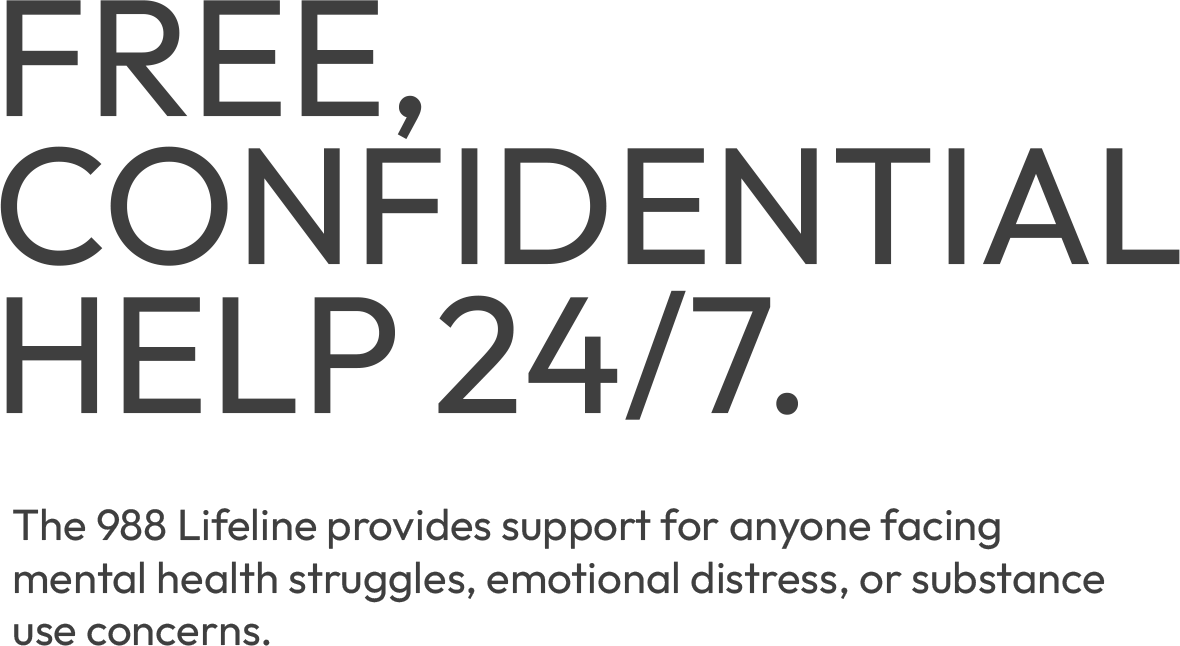 FREE,
CONFIDENTIAL
HELP 24/7.
The 988 Lifeline provides support for anyone facing
mental health struggles, emotional distress, or substance
use concerns.